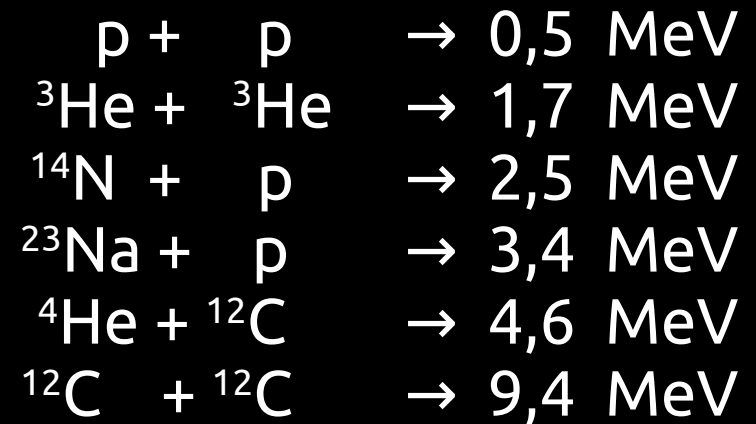 p + p → 0,5 MeV
³He + ³He → 1,7 MeV
¹⁴N + p → 2,5 MeV
²³Na + p → 3,4 MeV
⁴He + ¹²C → 4,6 MeV
¹²C + ¹²C → 9,4 MeV